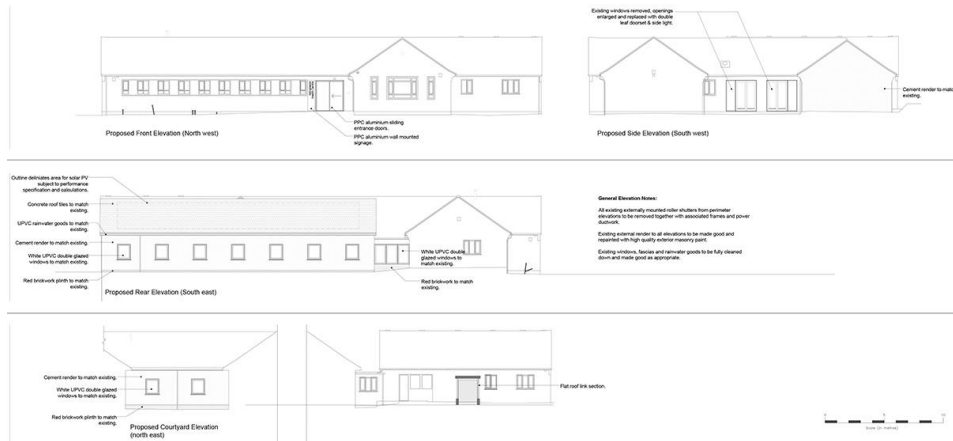 Existing windows removed, openings
enlarged and replaced with double
leaf doorset & side light.
Cement render to match
existing.
PPC aluminium sliding
entrance doors.
PPC aluminium wall mounted
signage.
Proposed Front Elevation (North west)
Proposed Side Elevation (South west)
Outline deliniates area for solar PV
subject to performance
specification and calculations.
Concrete roof tiles to match
existing.
UPVC rainwater goods to match
existing.
Cement render to match existing.
White UPVC double glazed
windows to match existing.
Red brickwork plinth to match
existing.
White UPVC double
glazed windows to
match existing.
Red brickwork to match
existing.
Proposed Rear Elevation (South east)
General Elevation Notes:
All existing externally mounted roller shutters from perimeter
elevations to be removed together with associated frames and power
ductwork.
Existing external render to all elevations to be made good and
repainted with high quality exterior masonry paint.
Existing windows, fascias and rainwater goods to be fully cleaned
down and made good as appropriate.
Cement render to match existing.
White UPVC double glazed
windows to match existing.
Red brickwork plinth to match
existing.
Proposed Courtyard Elevation
(north east)
Flat roof link section.
0 5 10
Scale (in metres)